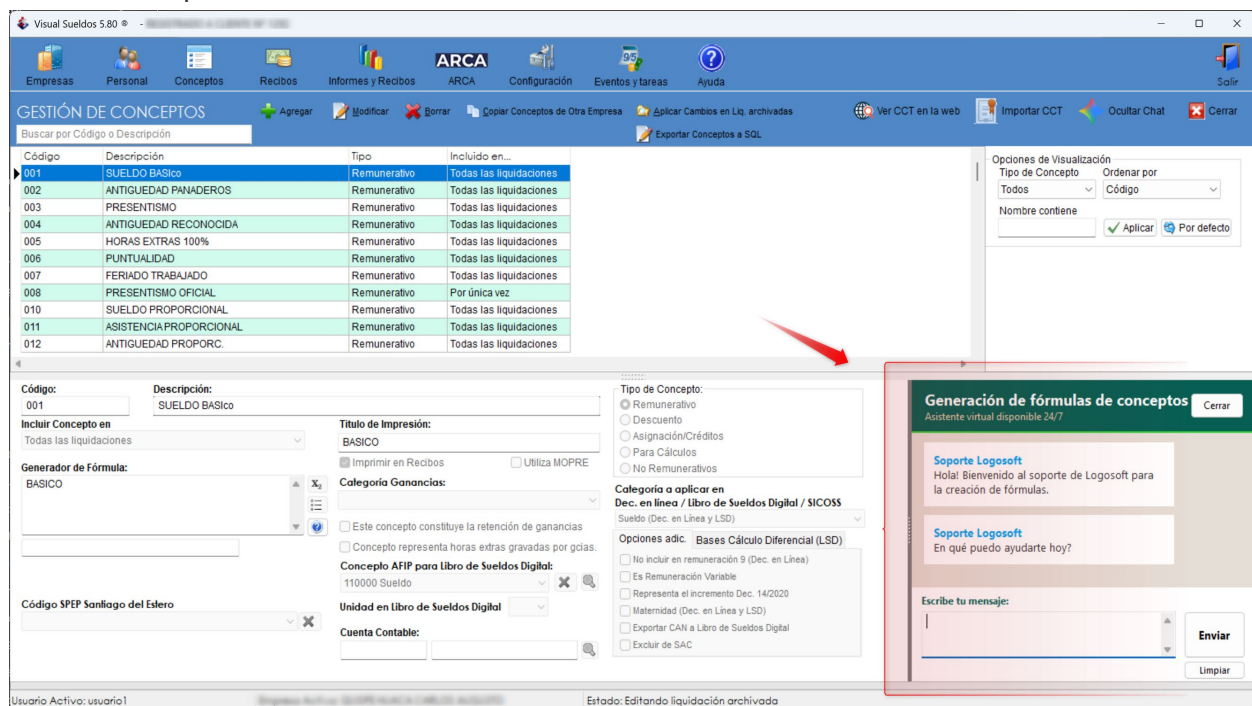 Visual Sueldos 5.80 ® -
Empresas Personal Conceptos Recibos Informes y Recibos ARCA ARCA Configuración Eventos y tareas Ayuda Salir
GESTIÓN DE CONCEPTOS Agregar Modificar Borrar Copiar Conceptos de Otra Empresa Aplicar Cambios en Liq. archivadas Ver CCT en la web Importar CCT Ocultar Chat Cerrar
Buscar por Código o Descripción Exportar Conceptos a SQL
Código Descripción Tipo Incluido en...
001 SUELDO BASIco Remunerativo Todas las liquidaciones
002 ANTIGUEDAD PANADEROS Remunerativo Todas las liquidaciones
003 PRESENTISMO Remunerativo Todas las liquidaciones
004 ANTIGUEDAD RECONOCIDA Remunerativo Todas las liquidaciones
005 HORAS EXTRAS 100% Remunerativo Todas las liquidaciones
006 PUNTUALIDAD Remunerativo Todas las liquidaciones
007 FERIADO TRABAJADO Remunerativo Todas las liquidaciones
008 PRESENTISMO OFICIAL Remunerativo Por única vez
010 SUELDO PROPORCIONAL Remunerativo Todas las liquidaciones
011 ASISTENCIA PROPORCIONAL Remunerativo Todas las liquidaciones
012 ANTIGUEDAD PROPORC. Remunerativo Todas las liquidaciones
Opciones de Visualización
Tipo de Concepto Ordenar por
Todos Código
Nombre contiene
Aplicar Por defecto
Código: Descripción:
001 SUELDO BASIco
Incluir Concepto en
Todas las liquidaciones
Generador de Fórmula:
BASICO
X₂
Código SPEP Santiago del Estero
Titulo de Impresión:
BASICO
Imprimir en Recibos Utiliza MOPRE
Categoría Ganancias:
Este concepto constituye la retención de ganancias
Concepto representa horas extras gravadas por gcias.
Concepto AFIP para Libro de Sueldos Digital:
110000 Sueldo
Unidad en Libro de Sueldos Digital
Cuenta Contable:
Tipo de Concepto:
Remunerativo
Descuento
Asignación/Créditos
Para Cálculos
No Remunerativos
Categoría a aplicar en
Dec. en línea / Libro de Sueldos Digital / SICOSS
Sueldo (Dec. en Línea y LSD)
Opciones adic. Bases Cálculo Diferencial (LSD)
No incluir en remuneración 9 (Dec. en Línea)
Es Remuneración Variable
Representa el incremento Dec. 14/2020
Maternidad (Dec. en Línea y LSD)
Exportar CAN a Libro de Sueldos Digital
Excluir de SAC
Generación de fórmulas de conceptos Cerrar
Asistente virtual disponible 24/7
Soporte Logosoft
Hola! Bienvenido al soporte de Logosoft para
la creación de fórmulas.
Soporte Logosoft
En qué puedo ayudarte hoy?
Escribe tu mensaje:
Enviar
Limpiar
Usuario Activo: usuario1 Estado: Editando liquidación archivada